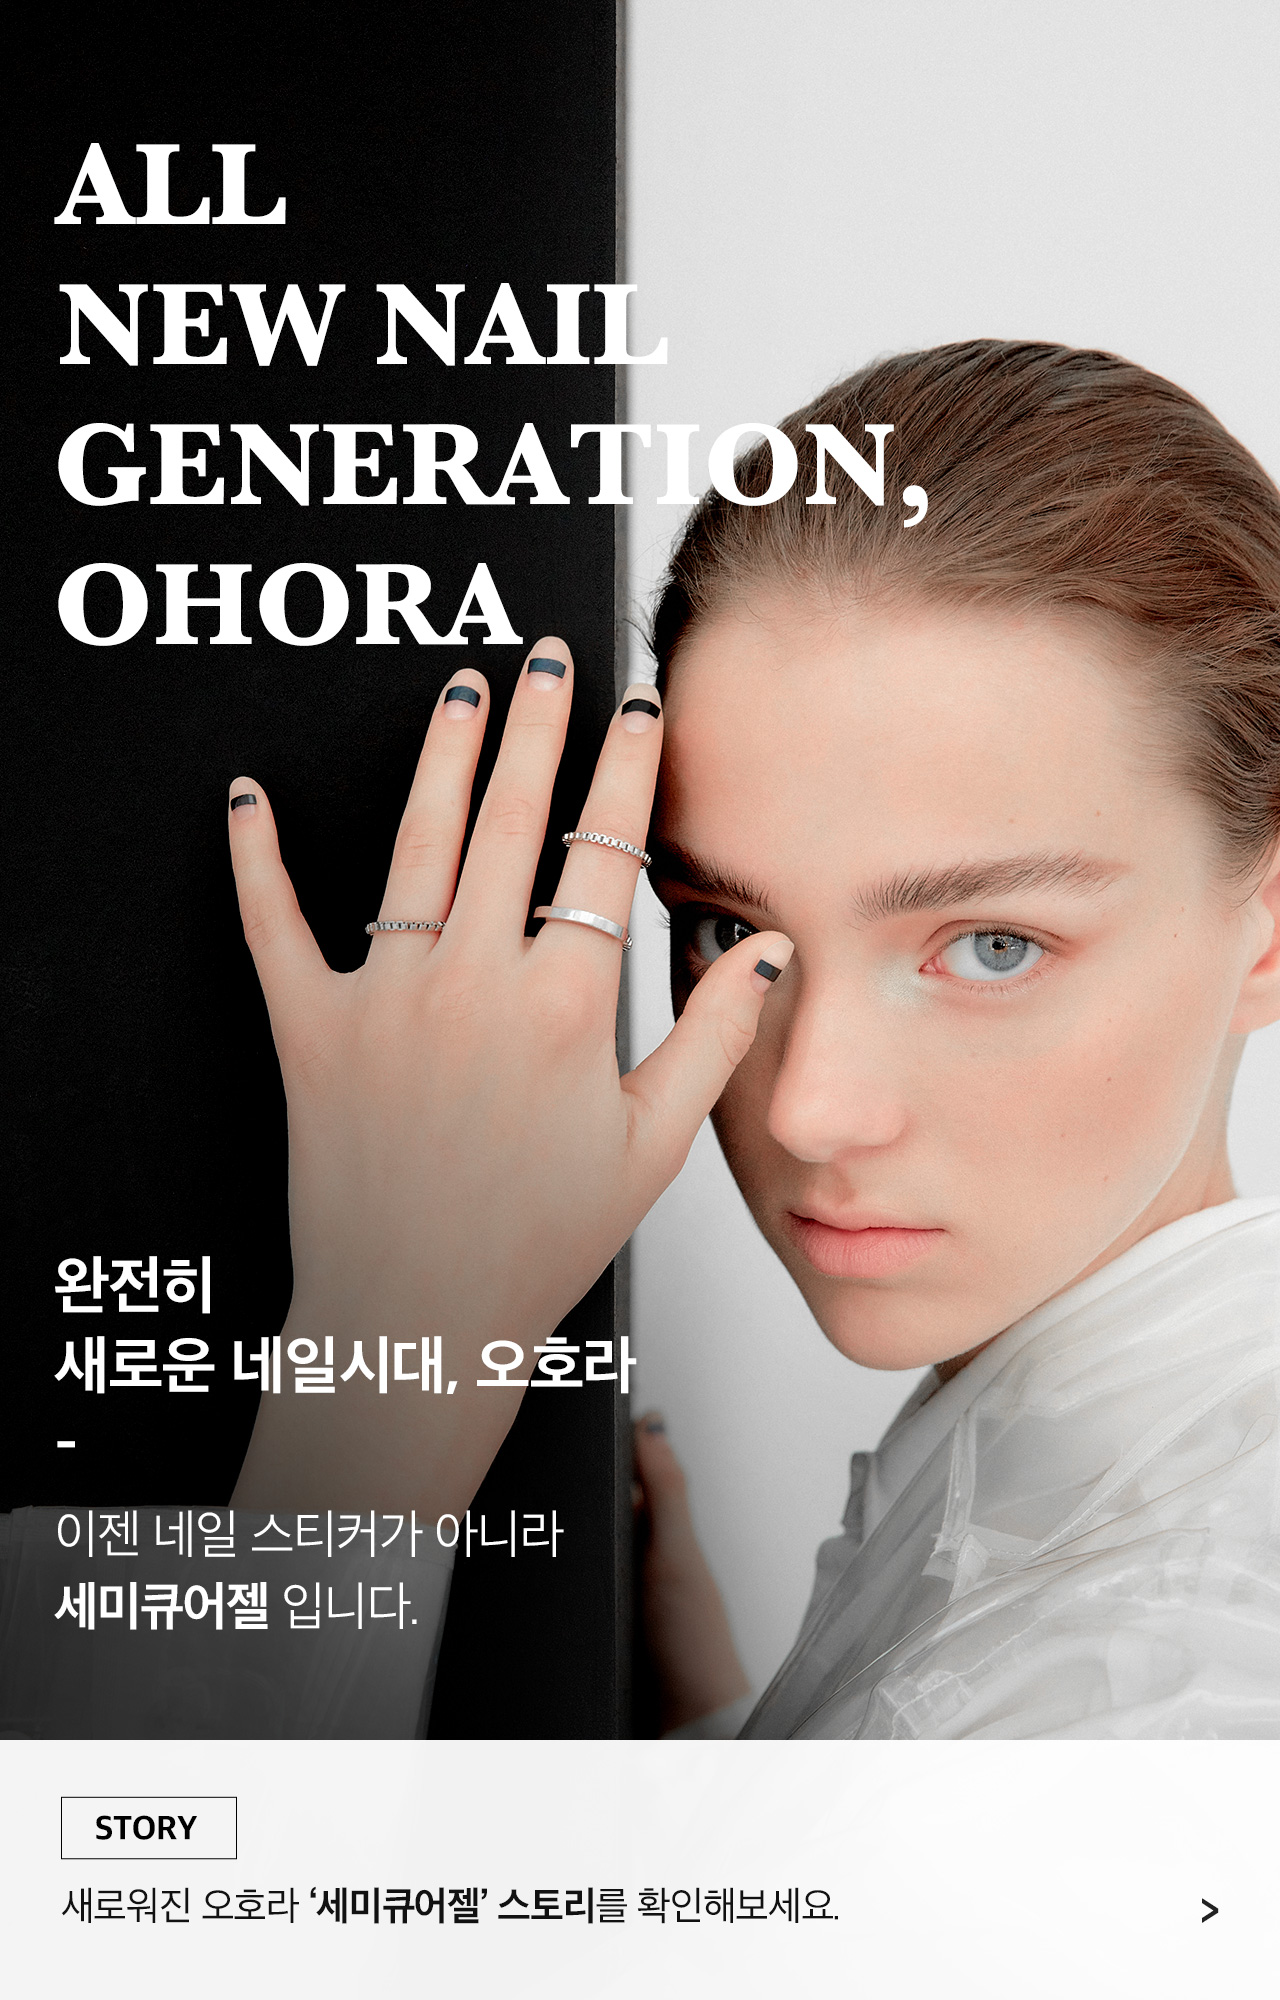 ALL
NEW NAIL
GENERATION,
OHORA
완전히
새로운 네일시대, 오호라
-
이젠 네일 스티커가 아니라
세미큐어젤 입니다.
STORY
새로워진 오호라 ‘세미큐어젤’ 스토리를 확인해보세요.
>